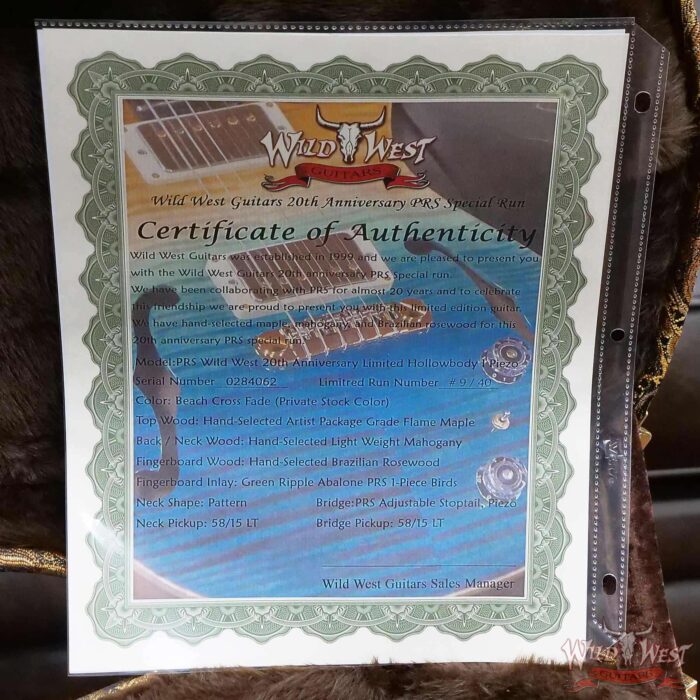 WILD WEST
GUITARS
Wild West Guitars 20th Anniversary PRS Special Run
Certificate of Authenticity
Wild West Guitars was established in 1999 and we are pleased to present you
with the Wild West Guitars 20th anniversary PRS Special run.
We have been collaborating with PRS for almost 20 years and to celebrate
this friendship we are proud to present you with this limited edition guitar.
We have hand-selected maple, mahogany, and Brazilian rosewood for this
20th anniversary PRS special run.
Model:PRS Wild West 20th Anniversary Limited Hollowbody 1 Piezo
Serial Number 0284062 Limitred Run Number # 9 / 40
Color: Beach Cross Fade (Private Stock Color)
Top Wood: Hand-Selected Artist Package Grade Flame Maple
Back / Neck Wood: Hand-Selected Light Weight Mahogany
Fingerboard Wood: Hand-Selected Brazilian Rosewood
Fingerboard Inlay: Green Ripple Abalone PRS 1-Piece Birds
Neck Shape: Pattern Bridge:PRS Adjustable Stoptail, Piezo
Neck Pickup: 58/15 LT Bridge Pickup: 58/15 LT
Wild West Guitars Sales Manager
WILD WEST
GUITARS